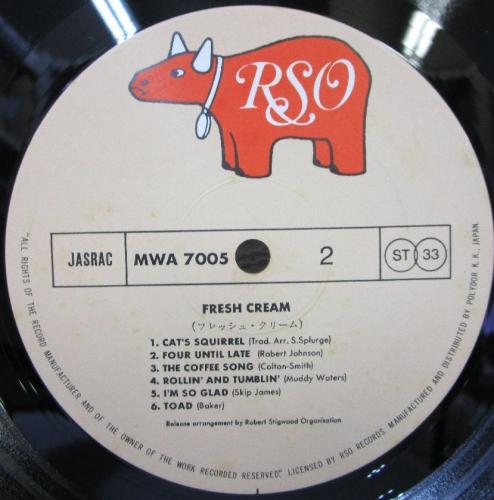 RSO
JASRAC MWA 7005 2 ST 33
FRESH CREAM
(フレッシュ・クリーム)
1. CAT'S SQUIRREL (Trad. Arr. S.Splurge)
2. FOUR UNTIL LATE (Robert Johnson)
3. THE COFFEE SONG (Colton-Smith)
4. ROLLIN' AND TUMBLIN' (Muddy Waters)
5. I'M SO GLAD (Skip James)
6. TOAD (Baker)
Release arrangement by Robert Stigwood Organisation
"ALL RIGHTS OF THE RECORD MANUFACTURER AND OF THE OWNER OF THE WORK RECORDED RESERVED." LICENSED BY RSO RECORDS. MANUFACTURED AND DISTRIBUTED BY POLYDOR K.K., JAPAN.